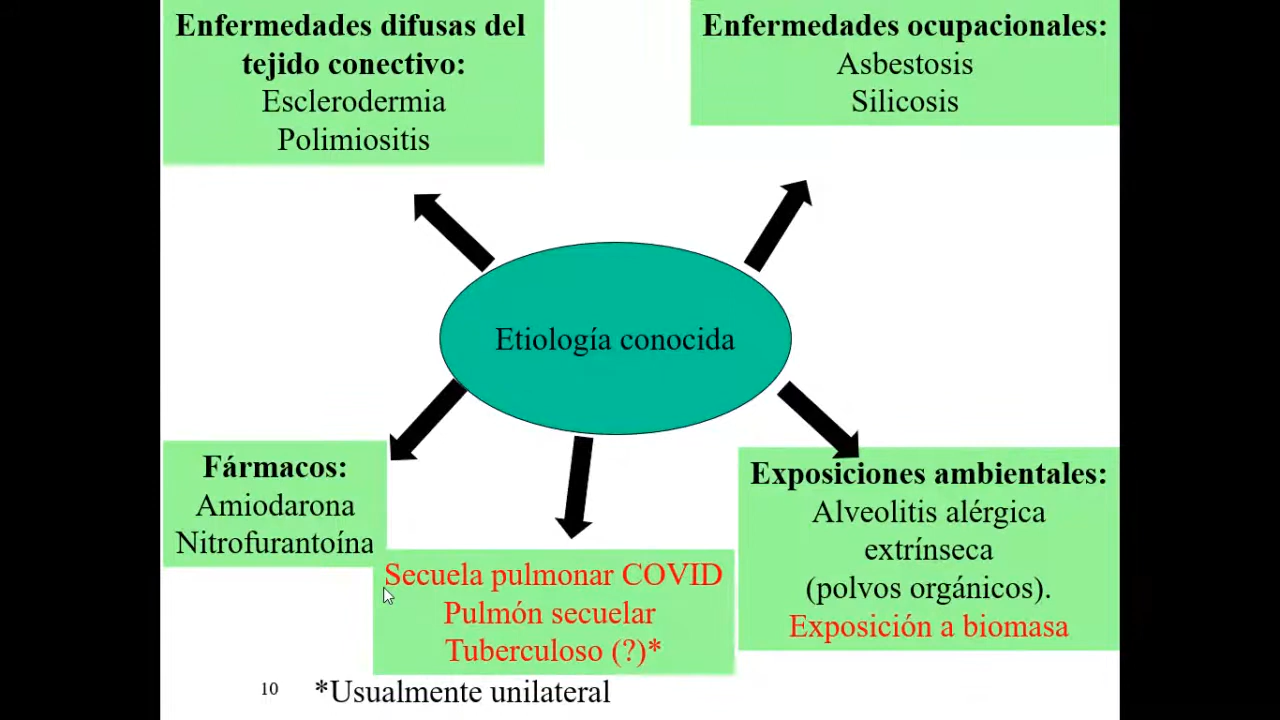 Enfermedades difusas del
tejido conectivo:
Esclerodermia
Polimiositis
Enfermedades ocupacionales:
Asbestosis
Silicosis
Etiología conocida
Fármacos:
Amiodarona
Nitrofurantoína
Secuela pulmonar COVID
Pulmón secuelar
Tuberculoso (?)*
Exposiciones ambientales:
Alveolitis alérgica
extrínseca
(polvos orgánicos).
Exposición a biomasa
10
*Usualmente unilateral